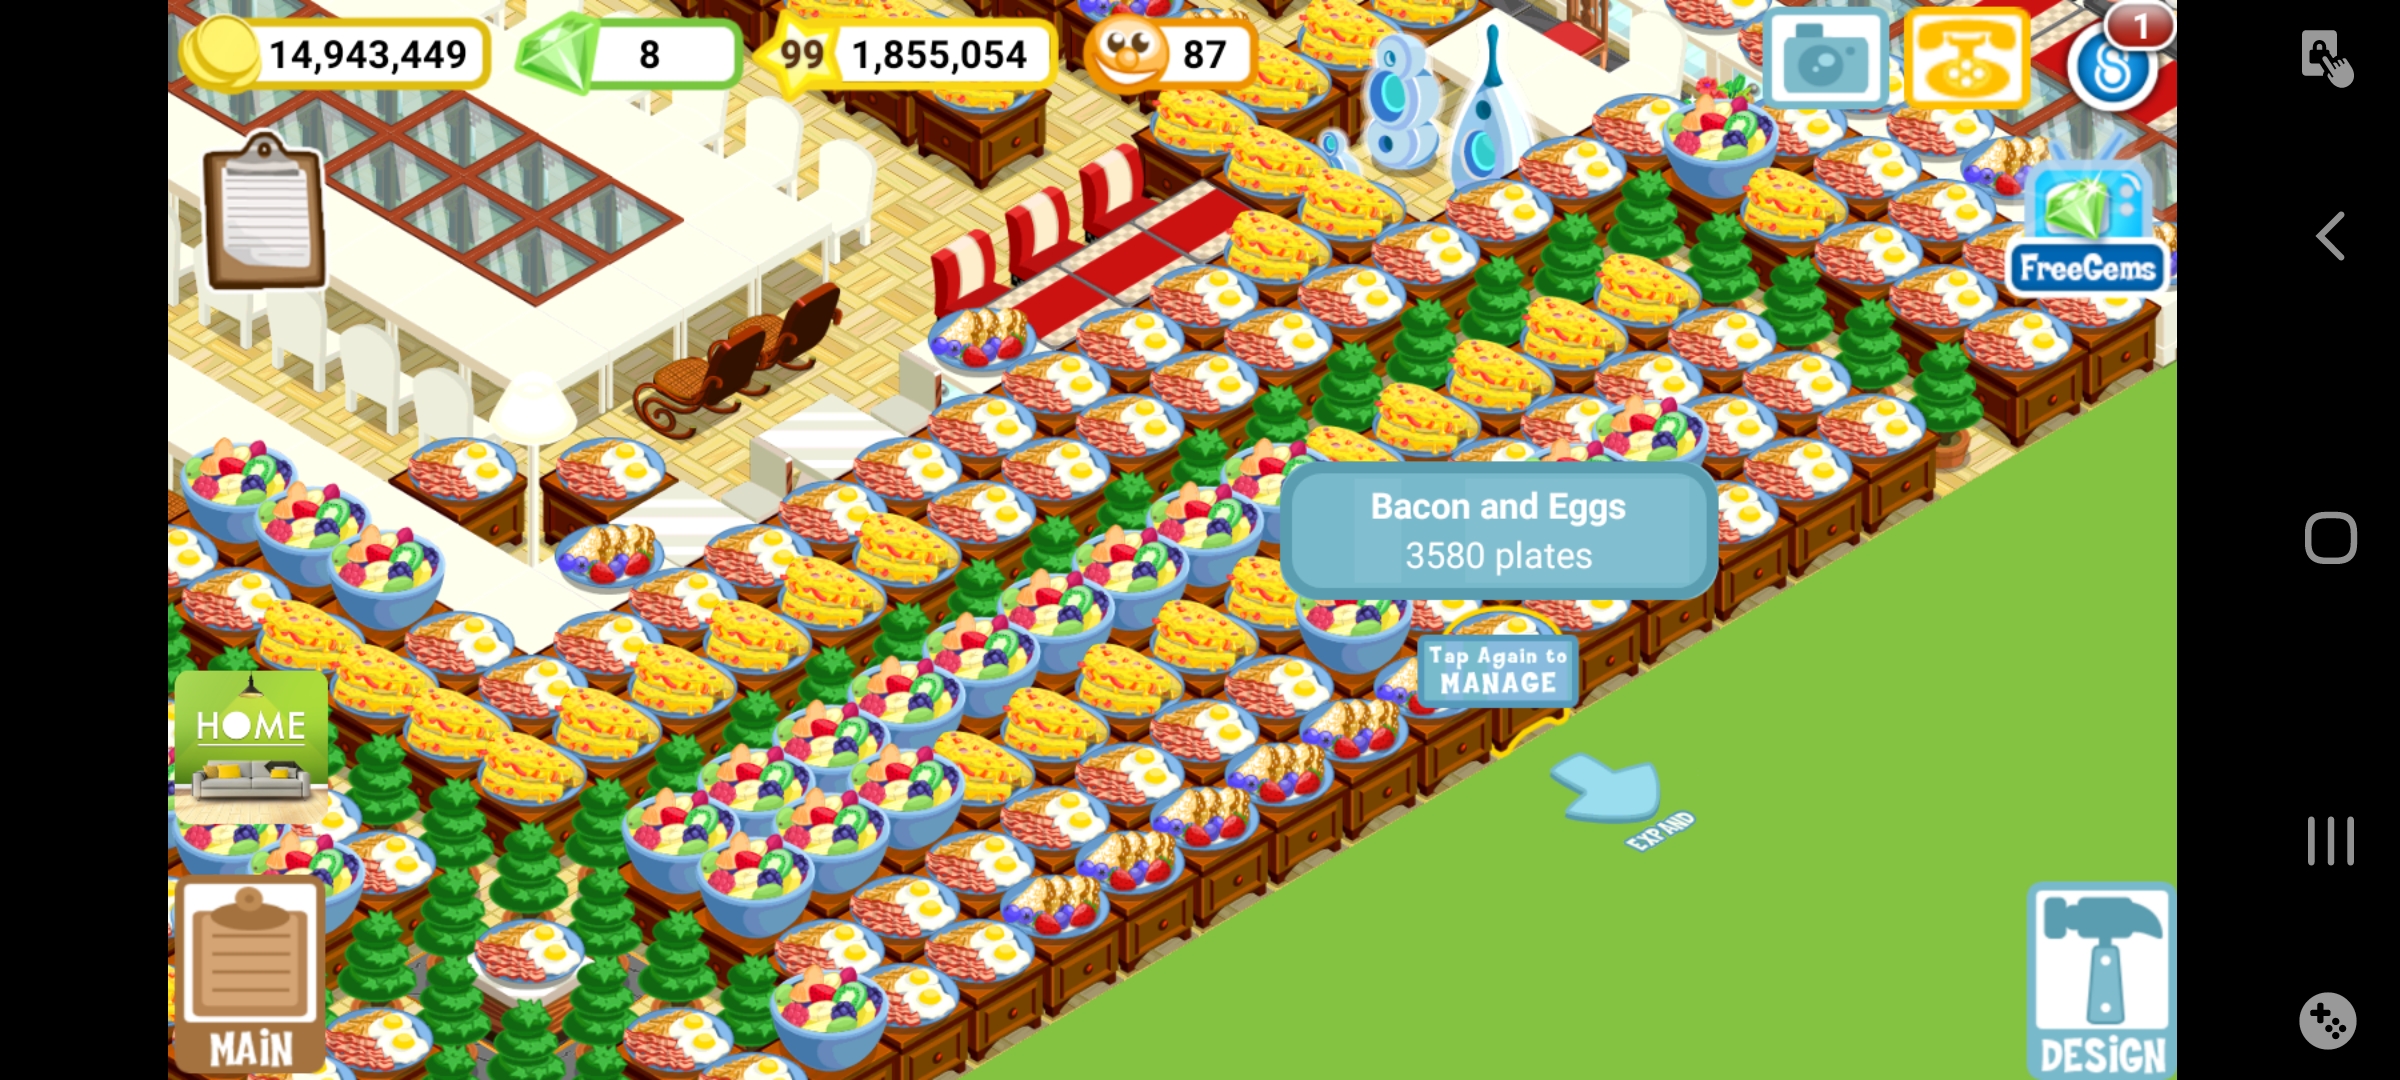 14,943,449
8
99
1,855,054
87
1
FreeGems
Bacon and Eggs
3580 plates
Tap Again to
MANAGE
HOME
EXPAND
MAiN
DESiGN